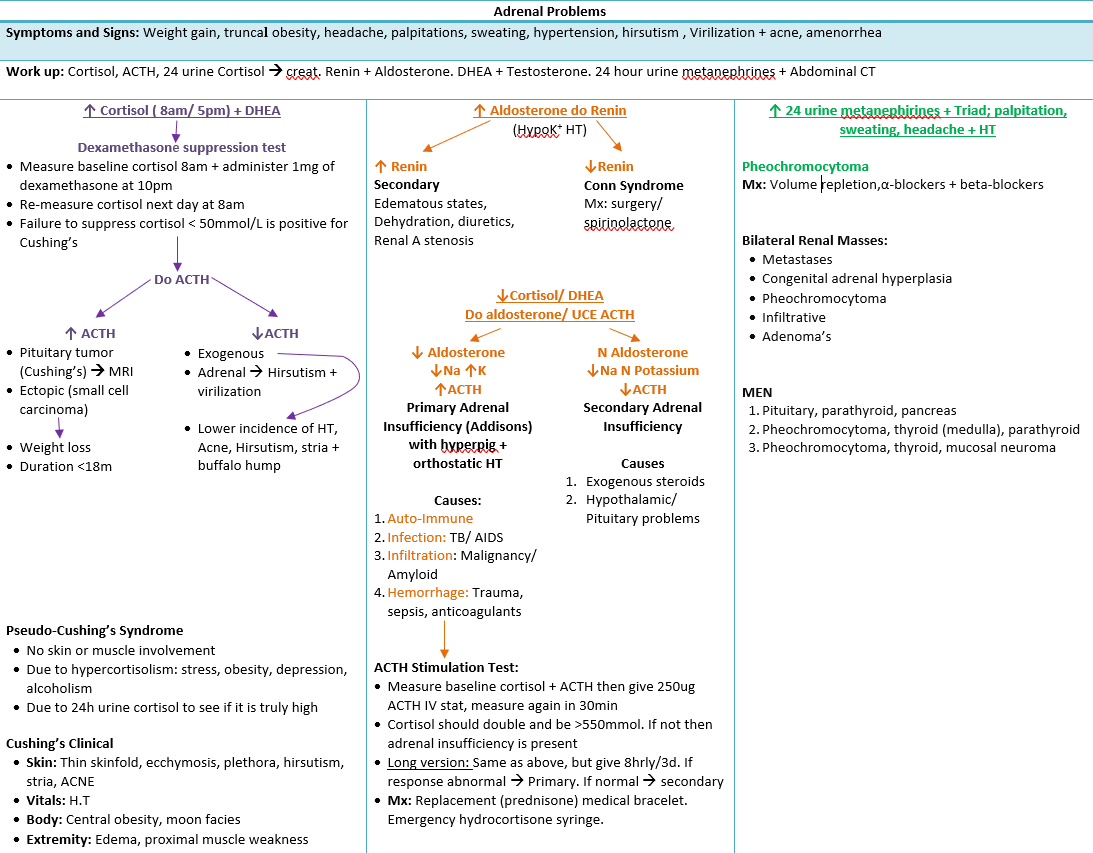 Adrenal Problems
Symptoms and Signs: Weight gain, truncal obesity, headache, palpitations, sweating, hypertension, hirsutism , Virilization + acne, amenorrhea
Work up: Cortisol, ACTH, 24 urine Cortisol → creat. Renin + Aldosterone. DHEA + Testosterone. 24 hour urine metanephrines + Abdominal CT
↑ Cortisol ( 8am/ 5pm) + DHEA
Dexamethasone suppression test
• Measure baseline cortisol 8am + administer 1mg of
dexamethasone at 10pm
• Re-measure cortisol next day at 8am
• Failure to suppress cortisol < 50mmol/L is positive for
Cushing's
Do ACTH
↑ ACTH
• Pituitary tumor
(Cushing's) → MRI
• Ectopic (small cell
carcinoma)
• Weight loss
• Duration <18m
↓ACTH
• Exogenous
• Adrenal → Hirsutism +
virilization
• Lower incidence of HT,
Acne, Hirsutism, stria +
buffalo hump
Pseudo-Cushing's Syndrome
• No skin or muscle involvement
• Due to hypercortisolism: stress, obesity, depression,
alcoholism
• Due to 24h urine cortisol to see if it is truly high
Cushing's Clinical
• Skin: Thin skinfold, ecchymosis, plethora, hirsutism,
stria, ACNE
• Vitals: H.T
• Body: Central obesity, moon facies
• Extremity: Edema, proximal muscle weakness
↑ Aldosterone do Renin
(HypoK⁺ HT)
↑ Renin
Secondary
Edematous states,
Dehydration, diuretics,
Renal A stenosis
↓Renin
Conn Syndrome
Mx: surgery/
spirinolactone
↓Cortisol/ DHEA
Do aldosterone/ UCE ACTH
↓ Aldosterone
↓Na ↑K
↑ACTH
Primary Adrenal
Insufficiency (Addisons)
with hyperpig +
orthostatic HT
Causes:
1. Auto-Immune
2. Infection: TB/ AIDS
3. Infiltration: Malignancy/
Amyloid
4. Hemorrhage: Trauma,
sepsis, anticoagulants
N Aldosterone
↓Na N Potassium
↓ACTH
Secondary Adrenal
Insufficiency
Causes
1. Exogenous steroids
2. Hypothalamic/
Pituitary problems
ACTH Stimulation Test:
• Measure baseline cortisol + ACTH then give 250ug
ACTH IV stat, measure again in 30min
• Cortisol should double and be >550mmol. If not then
adrenal insufficiency is present
• Long version: Same as above, but give 8hrly/3d. If
response abnormal → Primary. If normal → secondary
• Mx: Replacement (prednisone) medical bracelet.
Emergency hydrocortisone syringe.
↑ 24 urine metanephirines + Triad; palpitation,
sweating, headache + HT
Pheochromocytoma
Mx: Volume repletion,α-blockers + beta-blockers
Bilateral Renal Masses:
• Metastases
• Congenital adrenal hyperplasia
• Pheochromocytoma
• Infiltrative
• Adenoma's
MEN
1. Pituitary, parathyroid, pancreas
2. Pheochromocytoma, thyroid (medulla), parathyroid
3. Pheochromocytoma, thyroid, mucosal neuroma